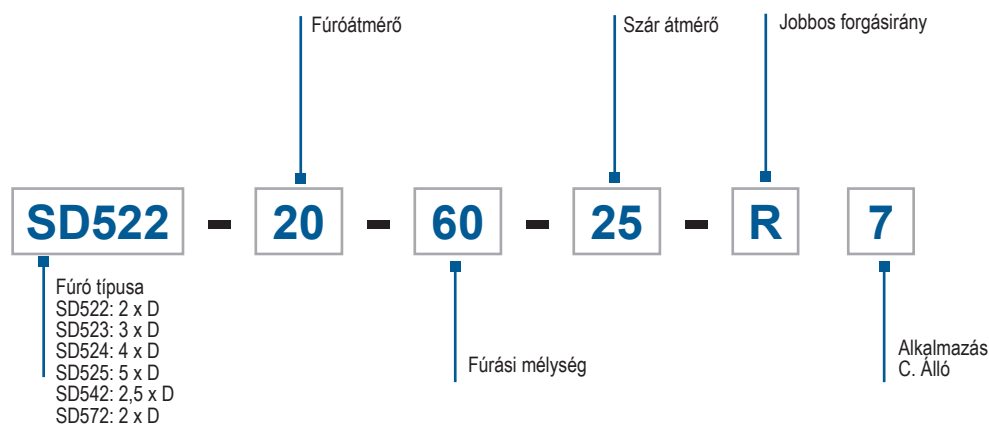 Fúróátmérő
Szár átmérő
Jobbos forgásirány
SD522 - 20 - 60 - 25 - R 7
Fúró típusa
SD522: 2 x D
SD523: 3 x D
SD524: 4 x D
SD525: 5 x D
SD542: 2,5 x D
SD572: 2 x D
Fúrási mélység
Alkalmazás
C. Álló